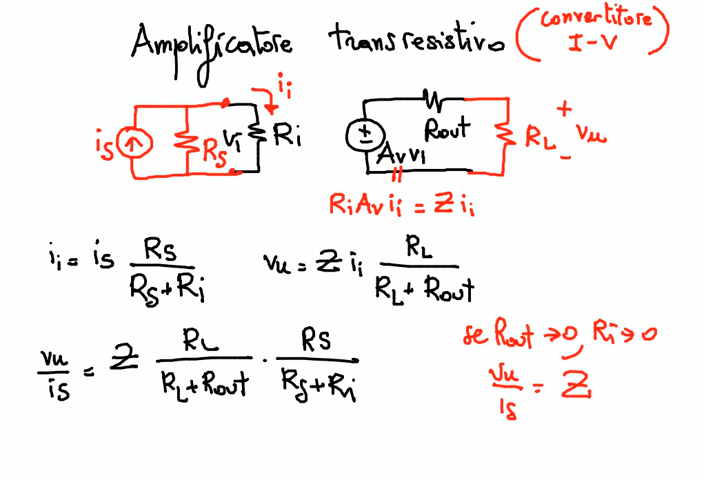 Amplificatore transresistivo (convertitore I-V)
is Rs vi Ri ii
Avvi Rout RL + vu -
RiAvii = Z ii
ii = is RS / RS+Ri
vu = Z ii RL / RL+Rout
vu / is = Z RL / RL+Rout · RS / RS+Ri
se Rout → 0, Ri → 0
vu / is = Z